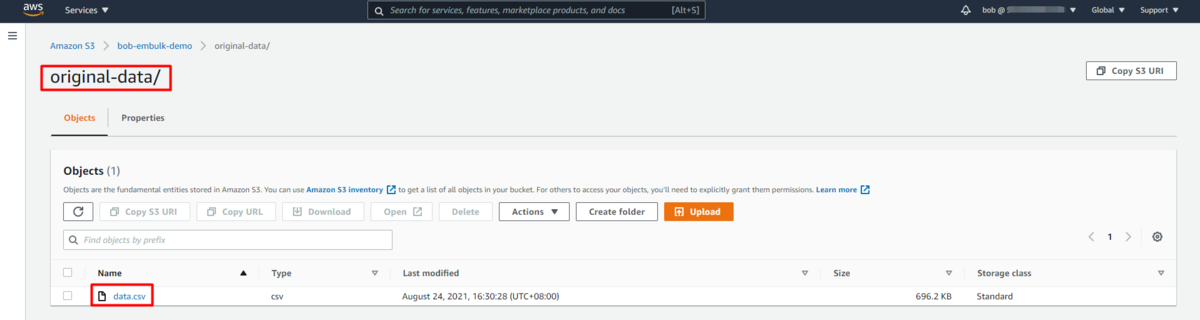 aws Services ▼ Search for services, features, marketplace products, and docs [Alt+S] bob @ Global ▼ Support ▼
Amazon S3 > bob-embulk-demo > original-data/
original-data/ Copy S3 URI
Objects Properties
Objects (1)
Objects are the fundamental entities stored in Amazon S3. You can use Amazon S3 inventory to get a list of all objects in your bucket. For others to access your objects, you'll need to explicitly grant them permissions. Learn more
Copy S3 URI Copy URL Download Open Delete Actions ▼ Create folder Upload
Find objects by prefix < 1 >
Name Type Last modified Size Storage class
data.csv csv August 24, 2021, 16:30:28 (UTC+08:00) 696.2 KB Standard